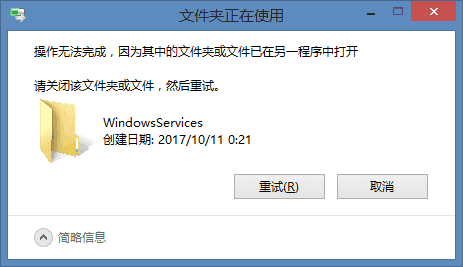 文件夹正在使用
操作无法完成，因为其中的文件夹或文件已在另一程序中打开
请关闭该文件夹或文件，然后重试。
WindowsServices
创建日期: 2017/10/11 0:21
重试(R) 取消
简略信息